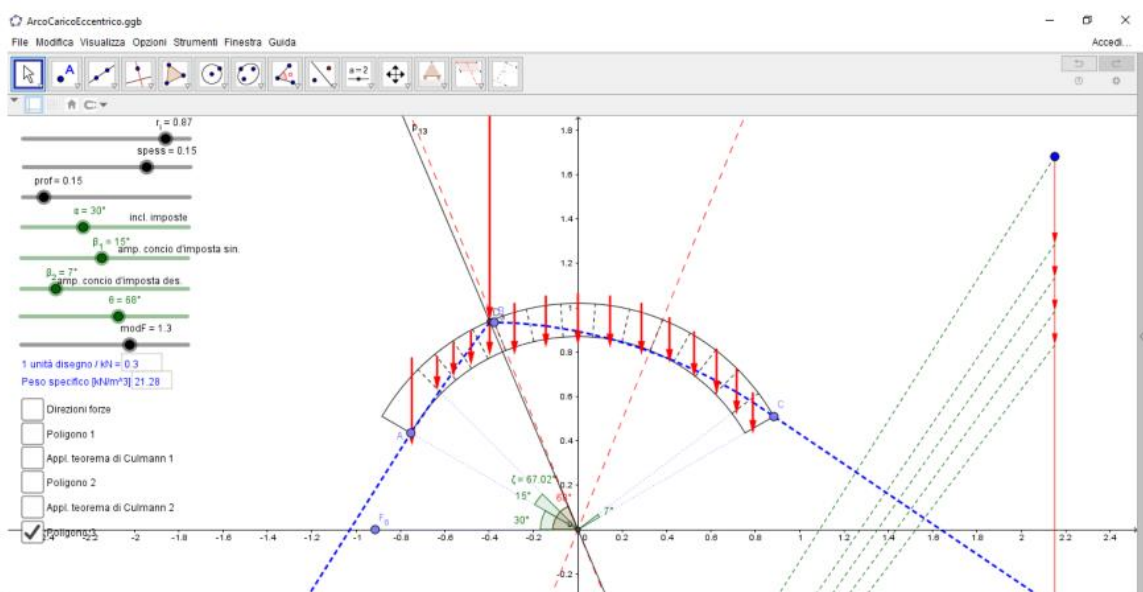 ArcoCaricoEccentrico.ggb
File Modifica Visualizza Opzioni Strumenti Finestra Guida
Accedi...
A
a=2
r_i = 0.87
spess = 0.15
prof = 0.15
α = 30°
incl. imposte
β₁ = 15°
amp. concio d'imposta sin.
β₂ = 7°
amp. concio d'imposta des.
θ = 68°
modF = 1.3
1 unità disegno / kN = 0.3
Peso specifico [kN/m^3] 21.28
Direzioni forze
Poligono 1
Appl. teorema di Culmann 1
Poligono 2
Appl. teorema di Culmann 2
Poligono 3
p₁₃
1.8
1.6
1.4
1.2
1
0.8
0.6
0.4
0.2
-0.2
A
C
ζ = 67.02°
15°
30°
7°
-2.2 -2 -1.8 -1.6 -1.4 -1.2 -1 -0.8 -0.6 -0.4 -0.2 0 0.2 0.4 0.6 0.8 1 1.2 1.4 1.6 1.8 2 2.2 2.4